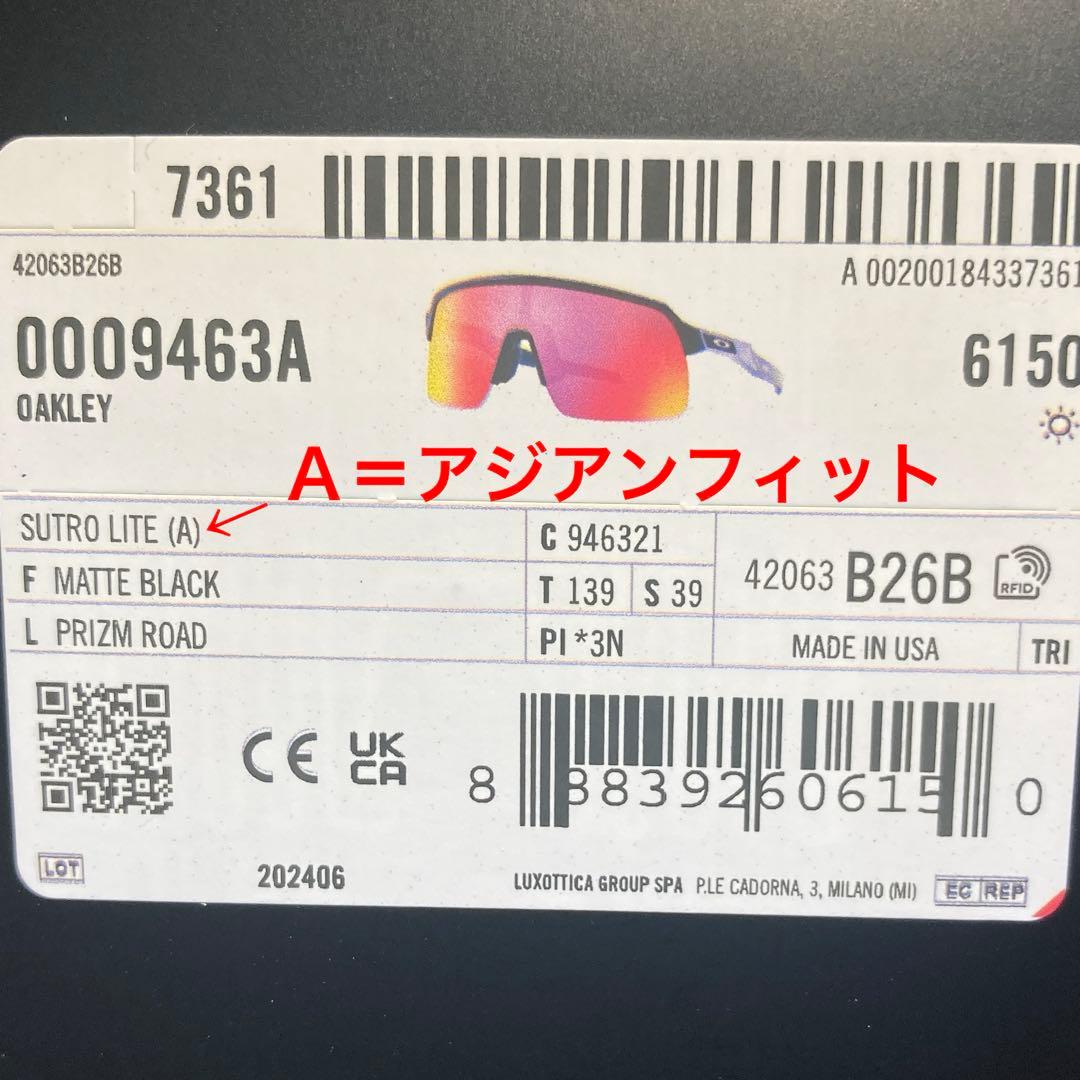 7361
42063B26B
A 00200184337361
0009463A
6150
OAKLEY
A=アジアンフィット
SUTRO LITE (A)
C 946321
F MATTE BLACK
T 139
S 39
42063 B26B
RFID
L PRIZM ROAD
PI *3N
MADE IN USA
TRI
CE
UK
CA
8 883926061 5 0
LOT
202406
LUXOTTICA GROUP SPA P.LE CADORNA, 3, MILANO (MI)
EC REP